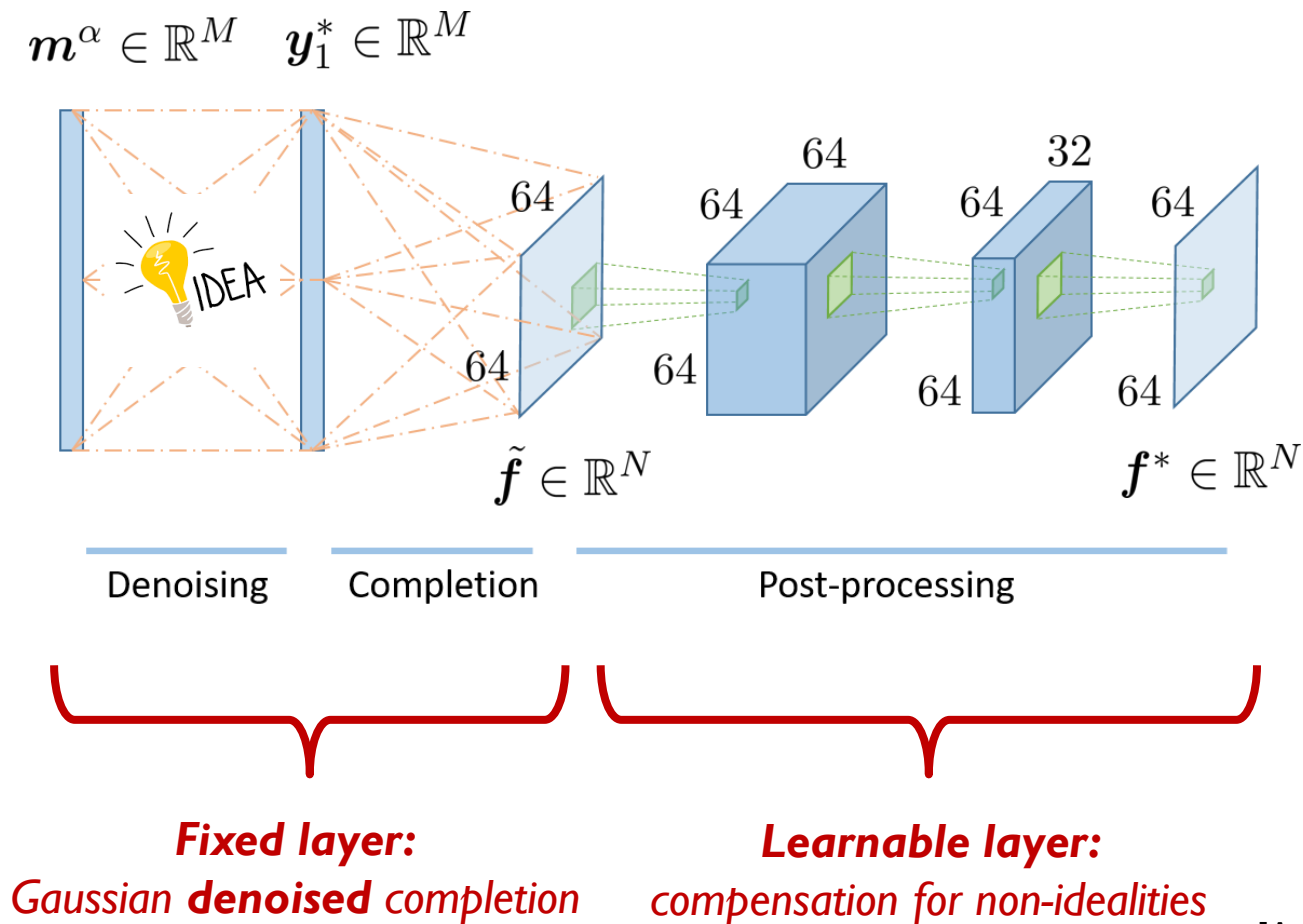 𝒎^α ∈ ℝ^M 𝒚₁* ∈ ℝ^M
64 32
64 64 64 64
IDEA
64 64 64 64
𝒇̃ ∈ ℝ^N 𝒇* ∈ ℝ^N
Denoising Completion Post-processing
Fixed layer: Learnable layer:
Gaussian denoised completion compensation for non-idealities